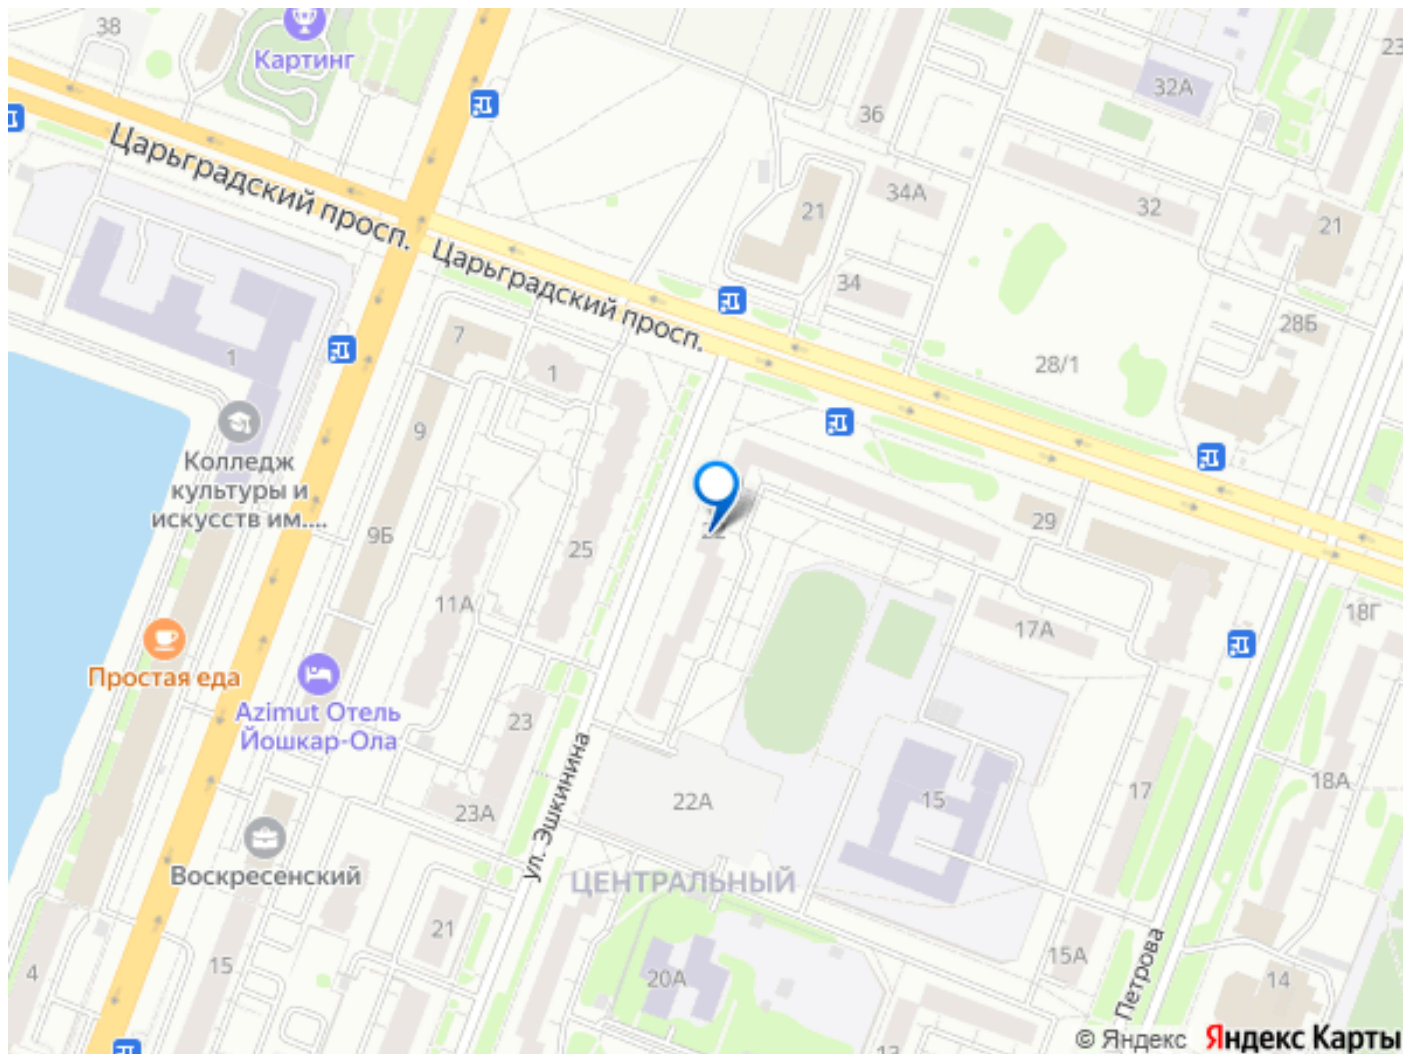 38
Картинг
23
32А
36
Царьградский просп.
34А
32
21
21
Царьградский просп.
34
28Б
7
1
1
28/1
9
Колледж
культуры и
искусств им....
29
22
9Б
25
11А
17А
18Г
Простая еда
Azimut Отель
Йошкар-Ола
23
ул. Эшкинина
22А
15
17
18А
23А
Воскресенский
ЦЕНТРАЛЬНЫЙ
21
15
4
20А
15А
Петрова
14
13
© Яндекс Яндекс Карты